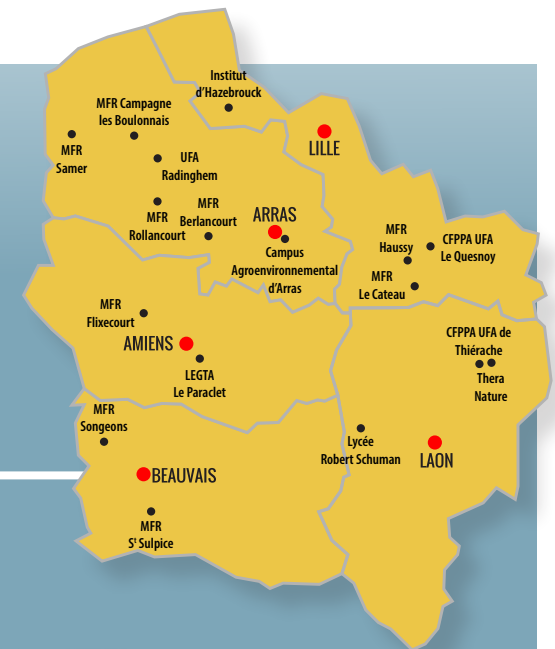 Institut
d'Hazebrouck
MFR Campagne
les Boulonnais
LILLE
MFR
Samer
UFA
Radinghem
MFR
Rollancourt
MFR
Berlancourt
ARRAS
Campus
Agroenvironnemental
d'Arras
MFR
Haussy
CFPPA UFA
Le Quesnoy
MFR
Le Cateau
MFR
Flixecourt
AMIENS
LEGTA
Le Paraclet
CFPPA UFA de
Thiérache
Thera
Nature
MFR
Songeons
Lycée
Robert Schuman
LAON
BEAUVAIS
MFR
Sᵗ Sulpice